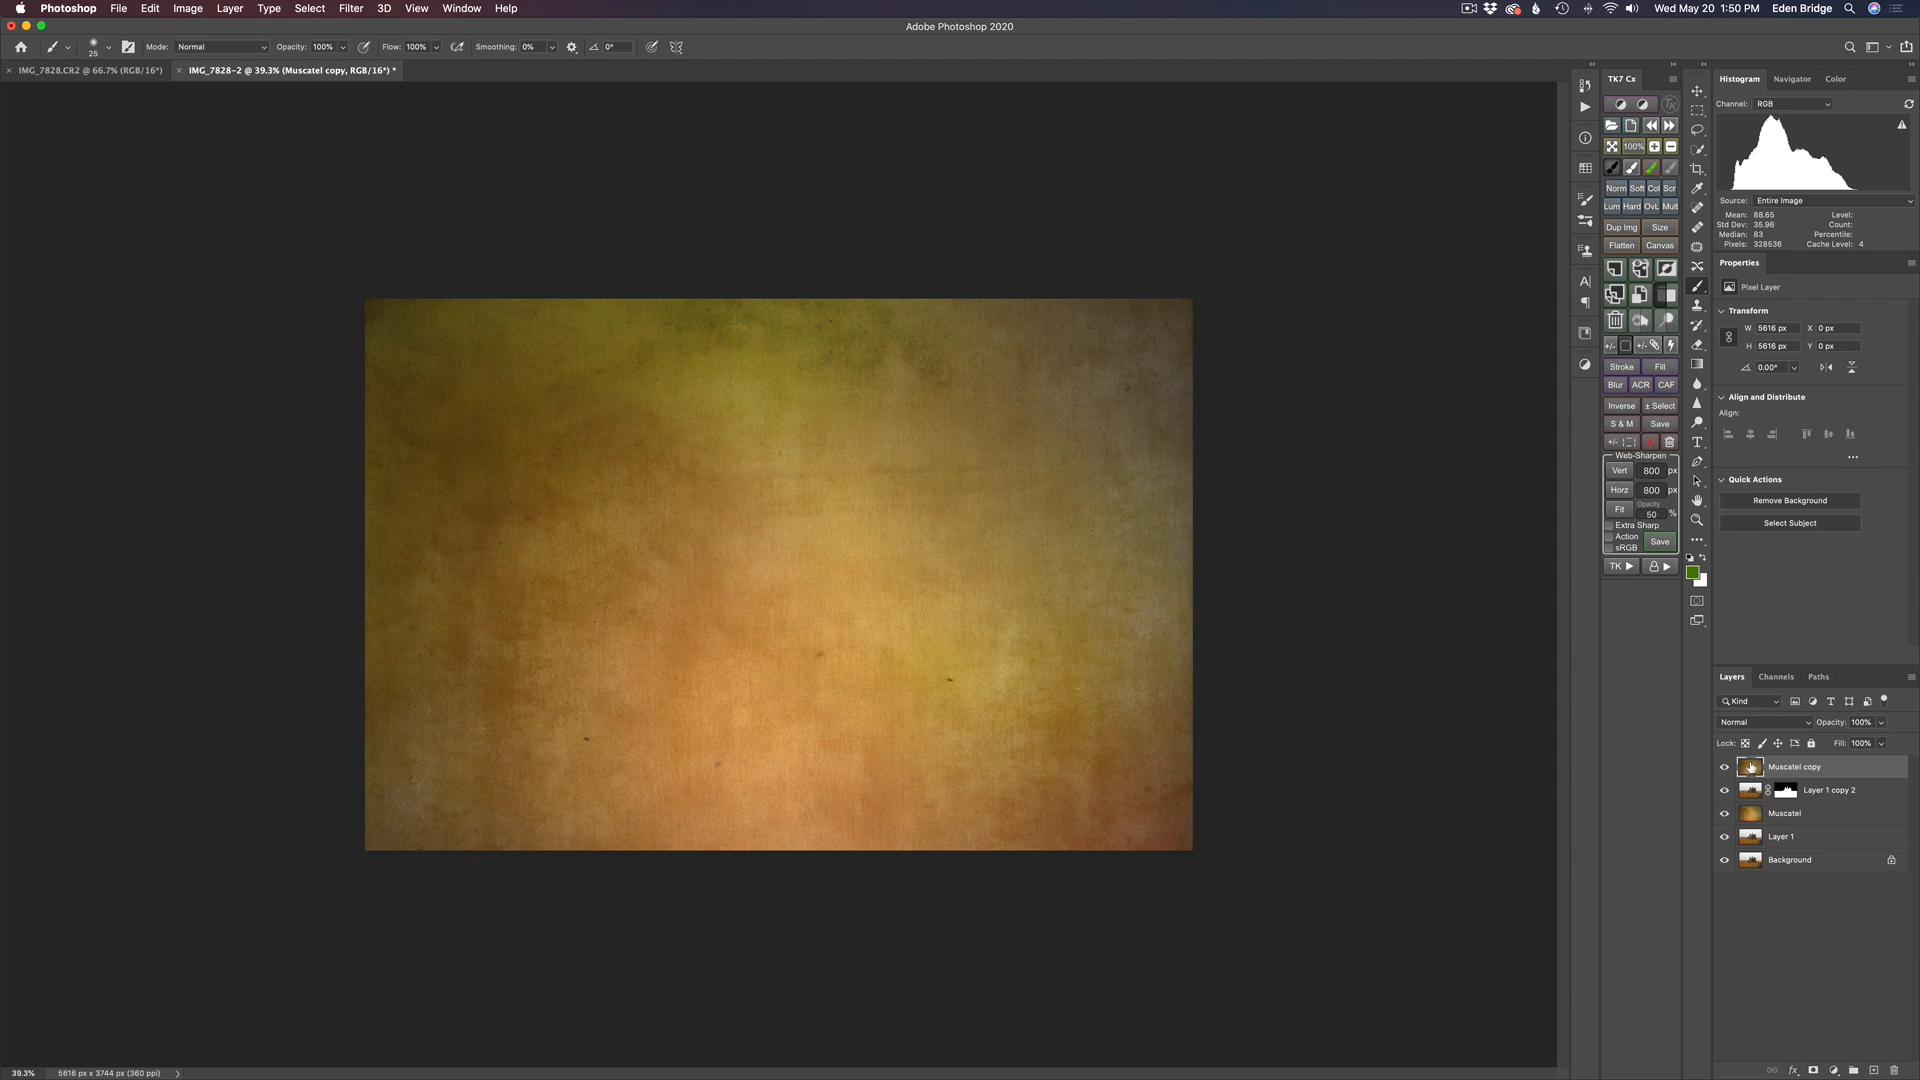 Photoshop File Edit Image Layer Type Select Filter 3D View Window Help
Wed May 20 1:50 PM Eden Bridge
Adobe Photoshop 2020
25 Mode: Normal Opacity: 100% Flow: 100% Smoothing: 0% 0°
IMG_7828.CR2 @ 66.7% (RGB/16*)
IMG_7828-2 @ 39.3% (Muscatel copy, RGB/16*) *
TK7 Cx
TK
100%
Norm Soft Col Scr
Lum Hard OvL Mult
Dup Img Size
Flatten Canvas
+/- +/-
Stroke Fill
Blur ACR CAF
Inverse ± Select
S & M Save
+/- X
Web-Sharpen
Vert 800 px
Horz 800 px
Fit Opacity 50 %
Extra Sharp
Action
sRGB Save
TK
Histogram Navigator Color
Channel: RGB
Source: Entire Image
Mean: 88.65 Level:
Std Dev: 35.96 Count:
Median: 83 Percentile:
Pixels: 328536 Cache Level: 4
Properties
Pixel Layer
Transform
W 5616 px X 0 px
H 5616 px Y 0 px
0.00°
Align and Distribute
Align:
Quick Actions
Remove Background
Select Subject
Layers Channels Paths
Kind
Normal Opacity: 100%
Lock: Fill: 100%
Muscatel copy
Layer 1 copy 2
Muscatel
Layer 1
Background
fx
39.3% 5616 px x 3744 px (360 ppi)